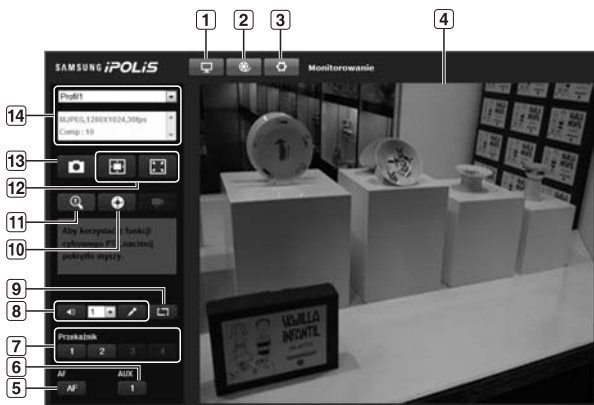 1
2
3
4
SAMSUNG iPOLiS
Monitorowanie
14
Profil1
MJPEG,1280X1024,30fps
Comp : 10
13
12
11
10
Aby korzystać z funkcji
cyfrowego PTZ, naciśnij
pokrętło myszy.
9
8
1
Przekaźnik
7
1 2 3 4
6
AF AUX
5
AF 1
VAJILLA
INFANTIL